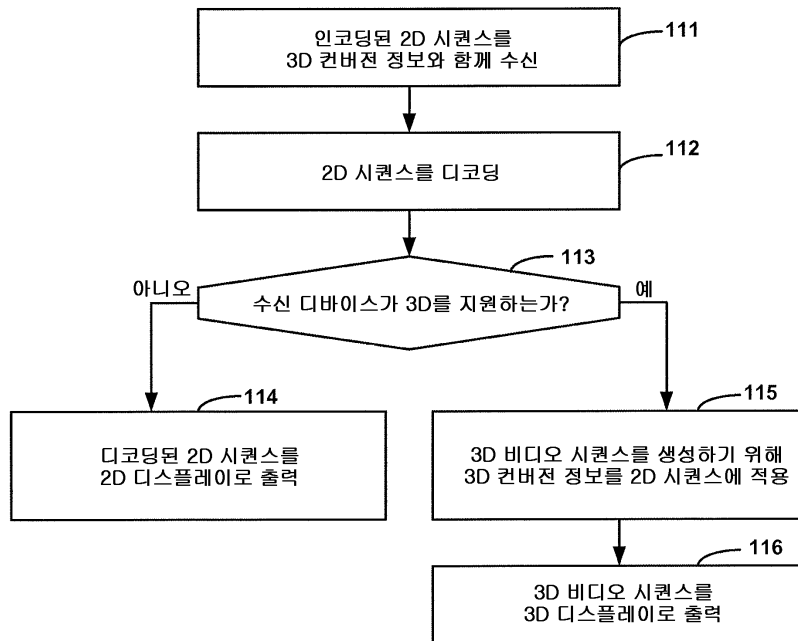 인코딩된 2D 시퀀스를
3D 컨버전 정보와 함께 수신
111
2D 시퀀스를 디코딩
112
수신 디바이스가 3D를 지원하는가?
113
아니오
예
디코딩된 2D 시퀀스를
2D 디스플레이로 출력
114
3D 비디오 시퀀스를 생성하기 위해
3D 컨버전 정보를 2D 시퀀스에 적용
115
3D 비디오 시퀀스를
3D 디스플레이로 출력
116